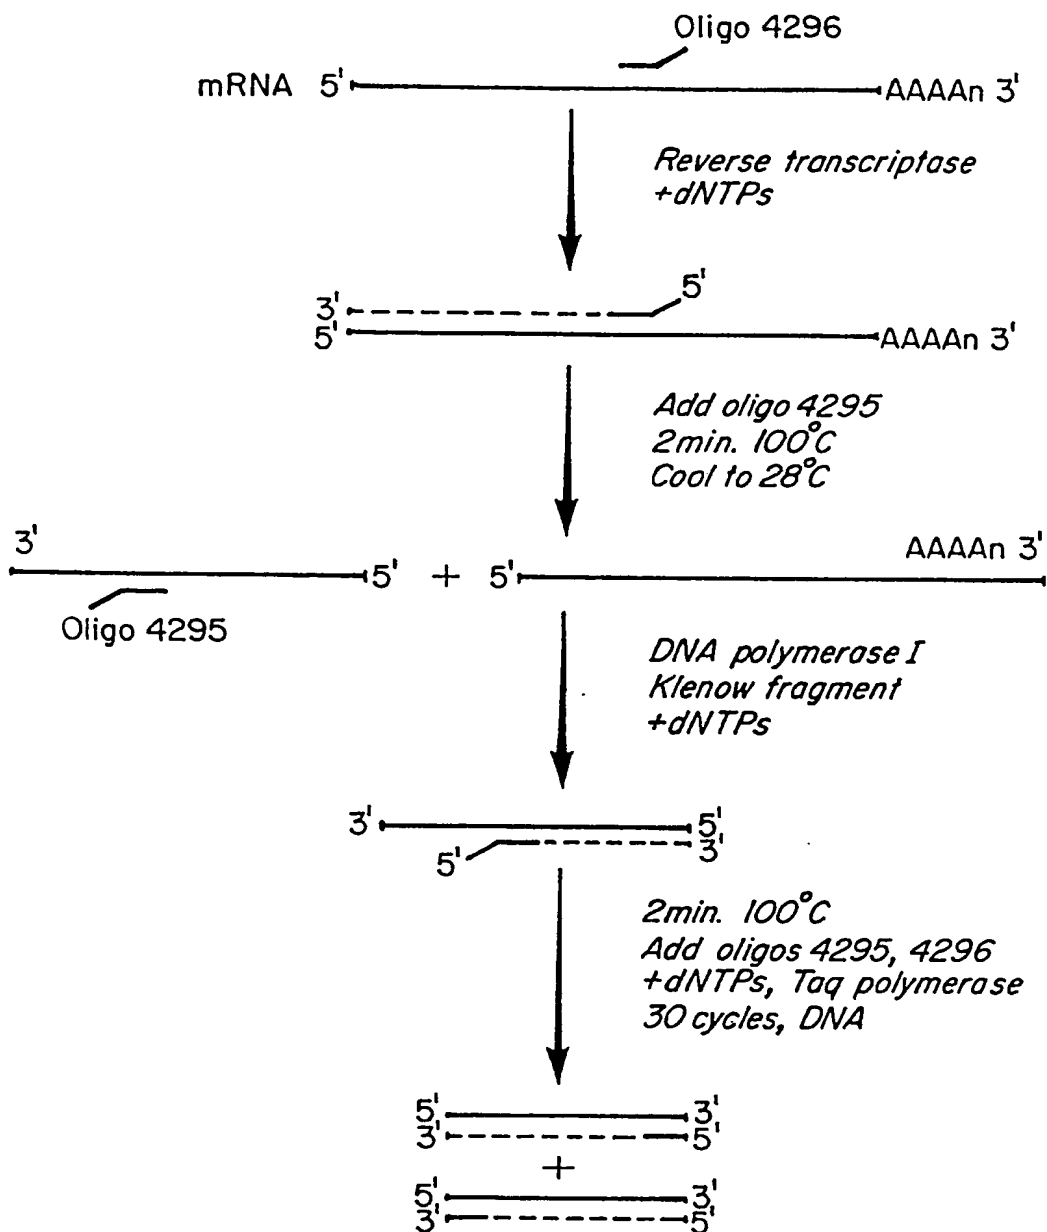 Oligo 4296
mRNA 5' AAAAn 3'
Reverse transcriptase
+dNTPs
5'
3'
5' AAAAn 3'
Add oligo 4295
2min. 100°C
Cool to 28°C
3' AAAAn 3'
5' + 5'
Oligo 4295
DNA polymerase I
Klenow fragment
+dNTPs
3' 5'
5' 3'
2min. 100°C
Add oligos 4295, 4296
+dNTPs, Taq polymerase
30 cycles, DNA
5' 3'
3' 5'
+
5' 3'
3' 5'